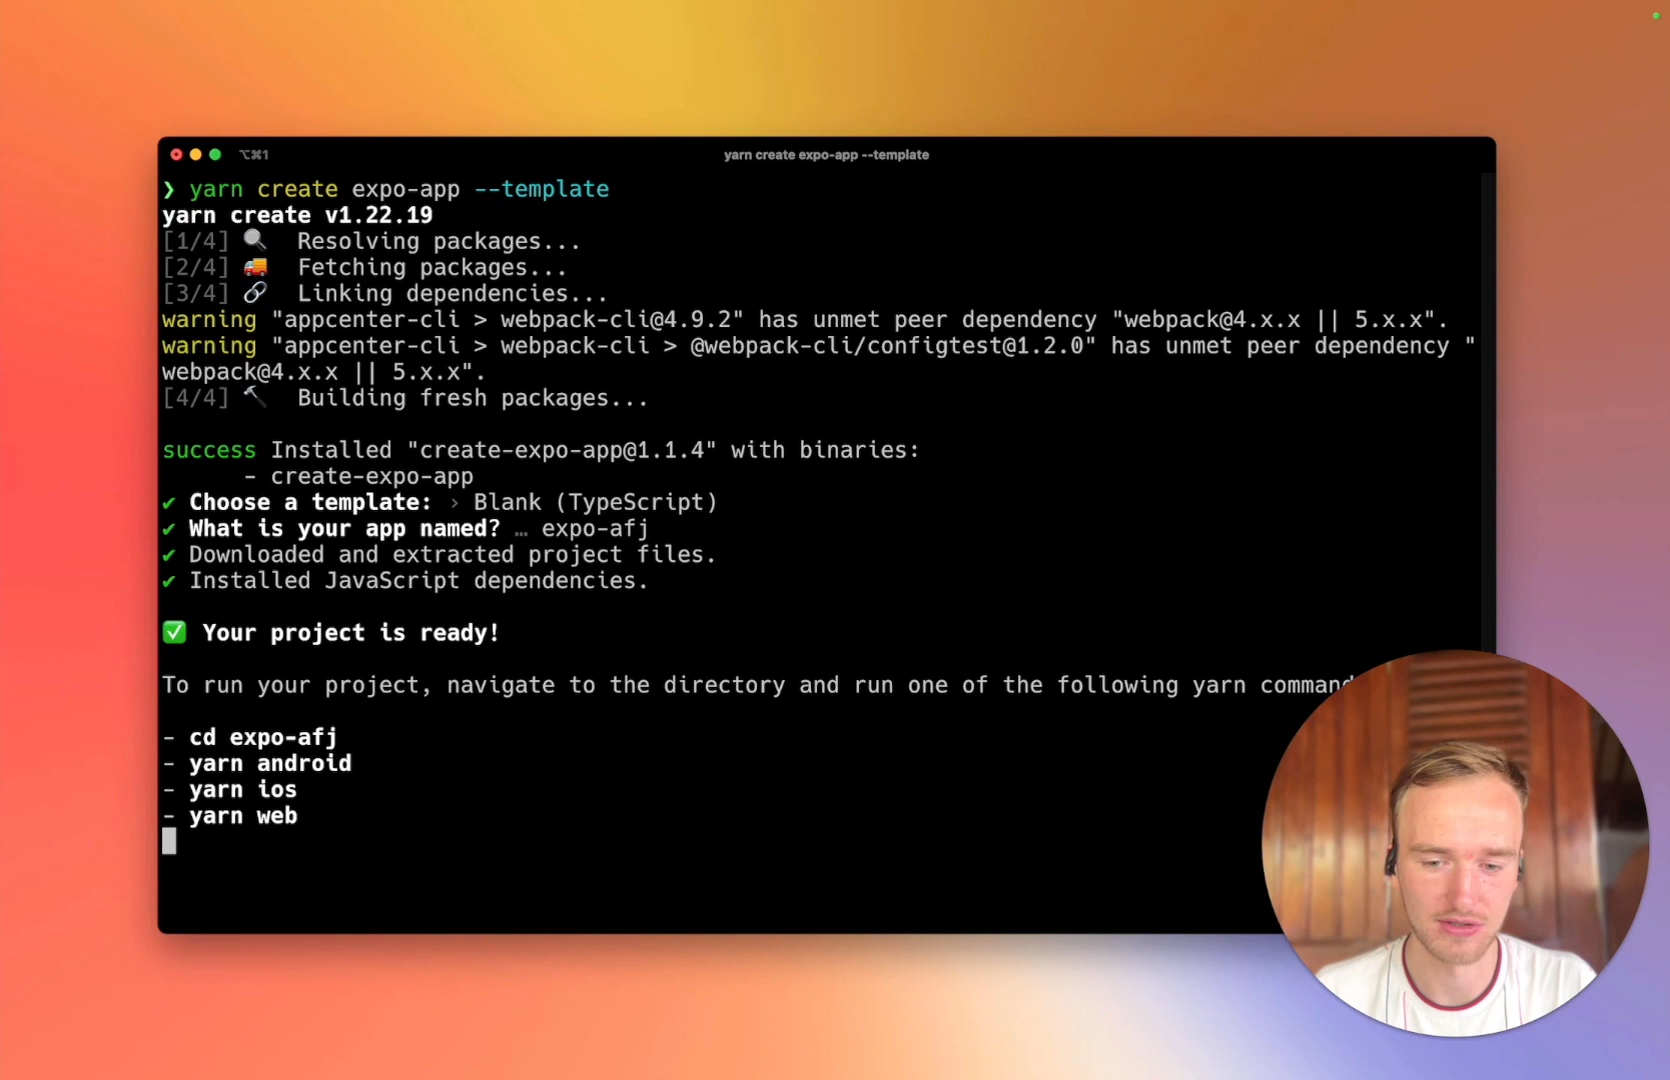 ⌥⌘1
yarn create expo-app --template
❯ yarn create expo-app --template
yarn create v1.22.19
[1/4] 🔍 Resolving packages...
[2/4] 🚚 Fetching packages...
[3/4] 🔗 Linking dependencies...
warning "appcenter-cli > webpack-cli@4.9.2" has unmet peer dependency "webpack@4.x.x || 5.x.x".
warning "appcenter-cli > webpack-cli > @webpack-cli/configtest@1.2.0" has unmet peer dependency "
webpack@4.x.x || 5.x.x".
[4/4] 🔨 Building fresh packages...
success Installed "create-expo-app@1.1.4" with binaries:
- create-expo-app
✔ Choose a template: › Blank (TypeScript)
✔ What is your app named? … expo-afj
✔ Downloaded and extracted project files.
✔ Installed JavaScript dependencies.
✅ Your project is ready!
To run your project, navigate to the directory and run one of the following yarn command
- cd expo-afj
- yarn android
- yarn ios
- yarn web